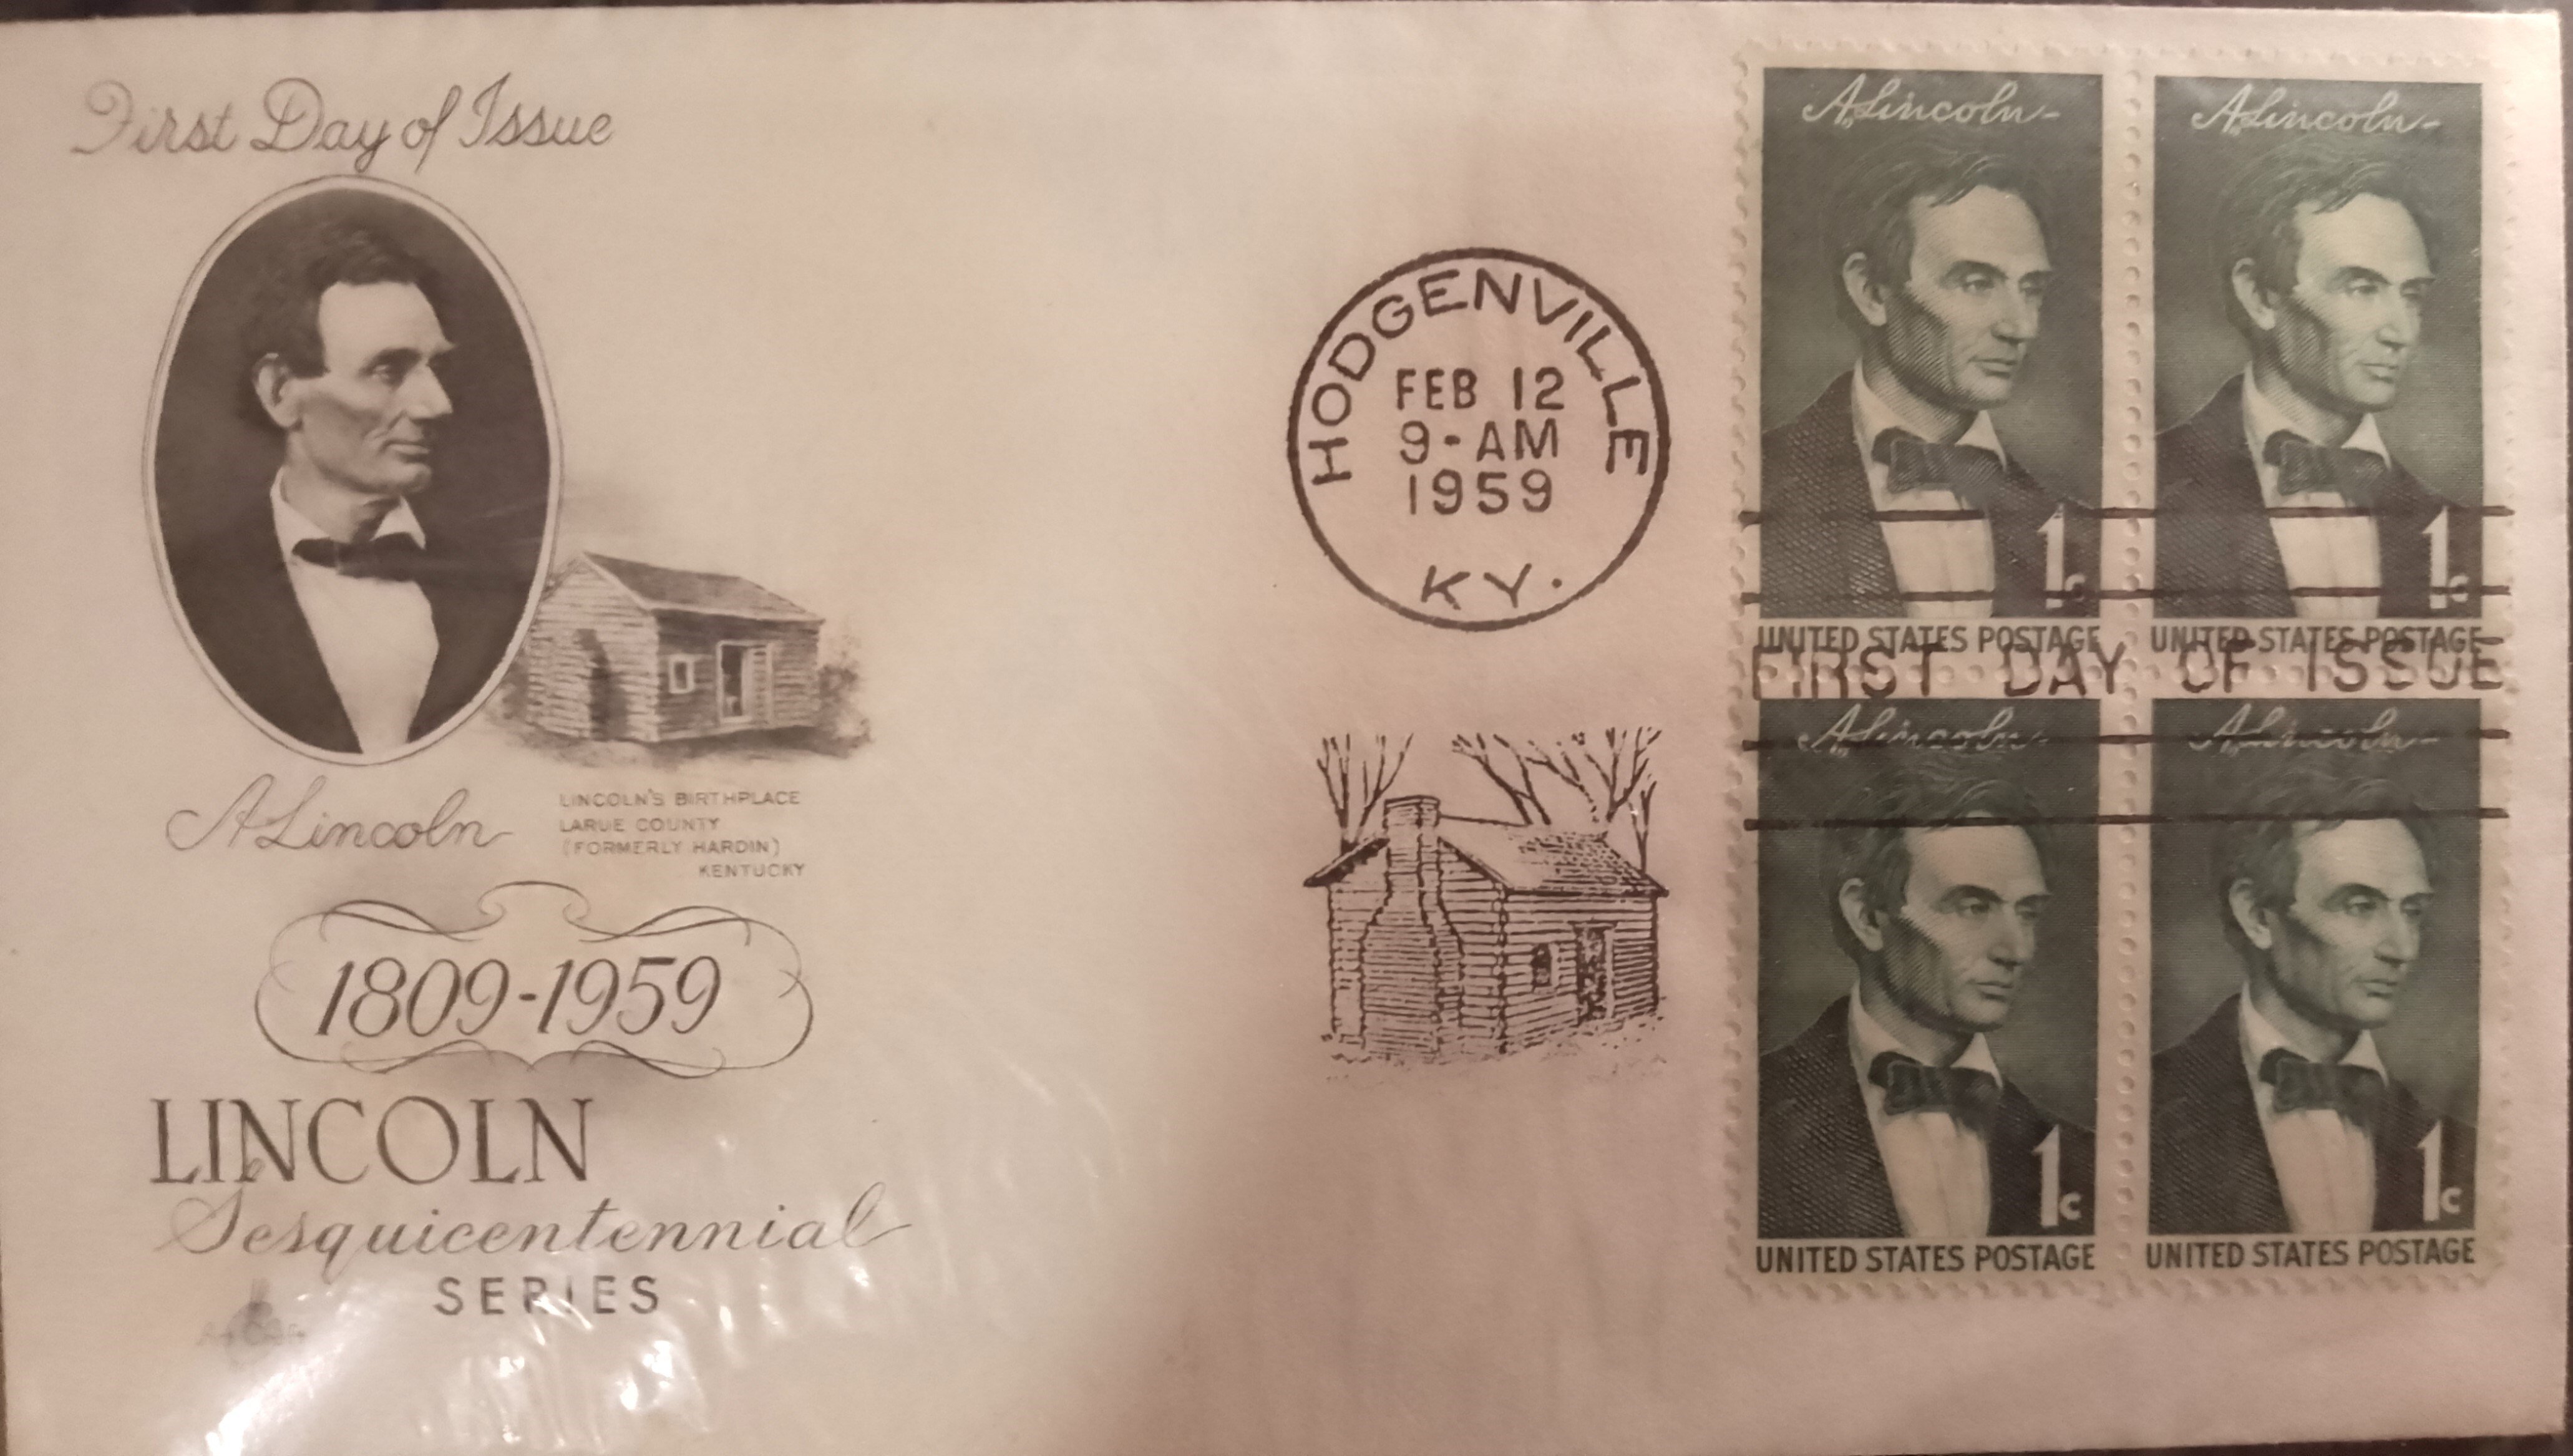 First Day of Issue
A Lincoln
LINCOLN'S BIRTHPLACE
LARUE COUNTY
(FORMERLY HARDIN)
KENTUCKY
1809-1959
LINCOLN
Sesquicentennial
SERIES
HODGENVILLE
FEB 12
9-AM
1959
KY.
A. Lincoln-
1c
UNITED STATES POSTAGE
A. Lincoln-
1c
UNITED STATES POSTAGE
FIRST DAY OF ISSUE
A. Lincoln-
1c
UNITED STATES POSTAGE
A. Lincoln-
1c
UNITED STATES POSTAGE